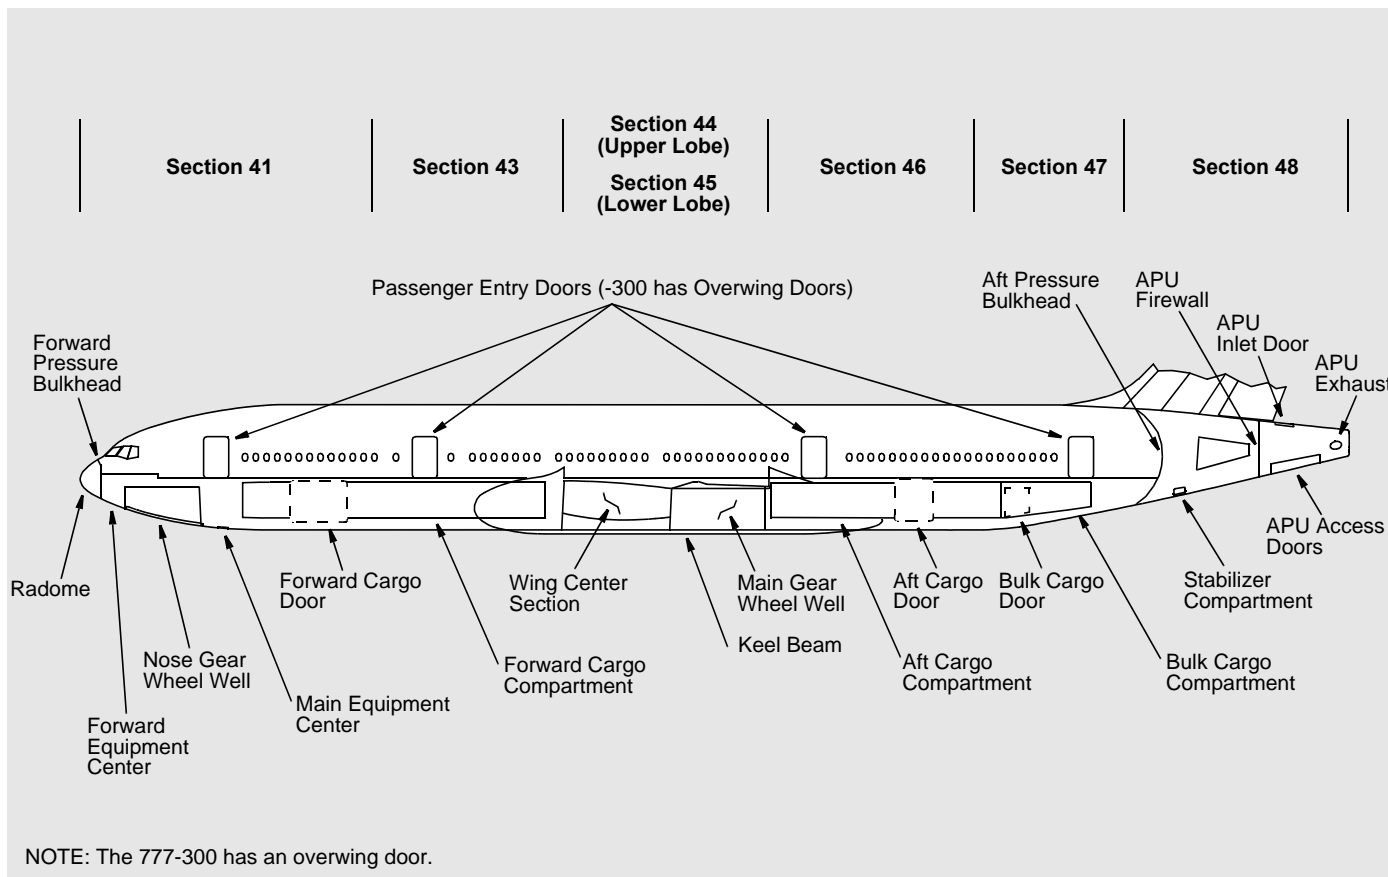 Section 41
Section 43
Section 44
(Upper Lobe)
Section 45
(Lower Lobe)
Section 46
Section 47
Section 48
Passenger Entry Doors (-300 has Overwing Doors)
Aft Pressure
Bulkhead
APU
Firewall
APU
Inlet Door
APU
Exhaust
Forward
Pressure
Bulkhead
Radome
Forward
Equipment
Center
Nose Gear
Wheel Well
Main Equipment
Center
Forward Cargo
Door
Forward Cargo
Compartment
Wing Center
Section
Main Gear
Wheel Well
Keel Beam
Aft Cargo
Door
Aft Cargo
Compartment
Bulk Cargo
Door
Bulk Cargo
Compartment
Stabilizer
Compartment
APU Access
Doors
NOTE: The 777-300 has an overwing door.